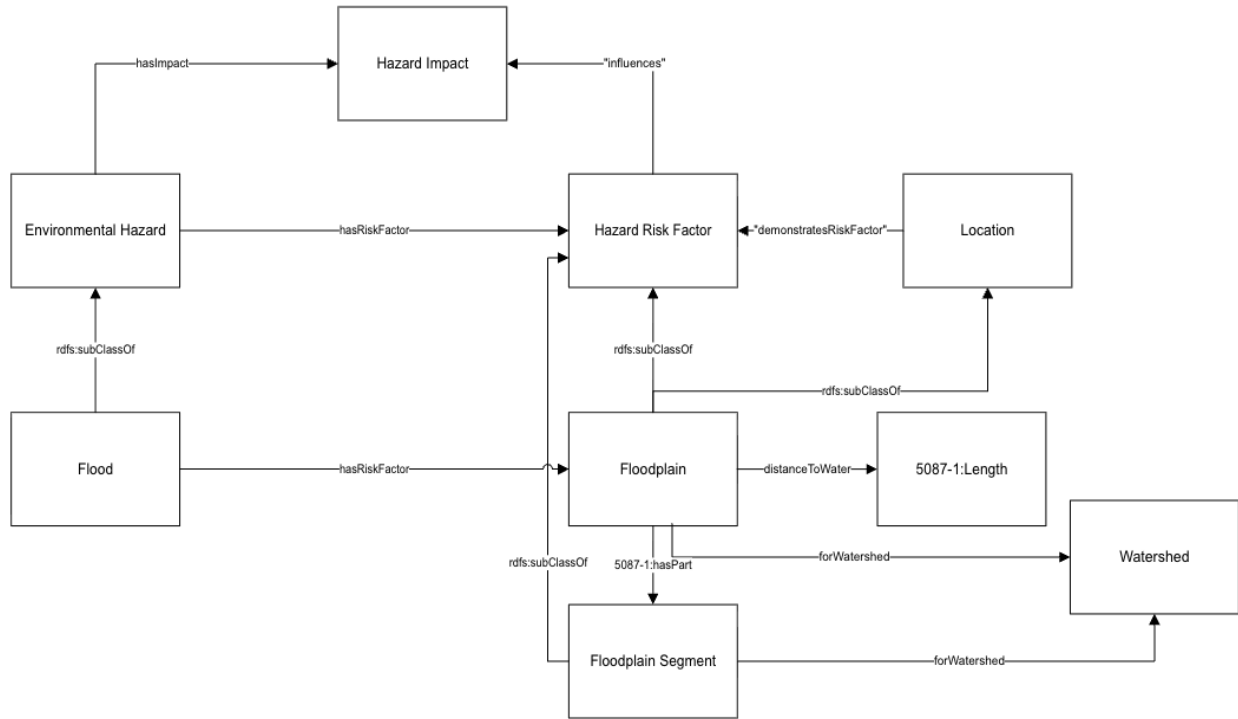 Hazard Impact
hasImpact
"influences"
Environmental Hazard
hasRiskFactor
Hazard Risk Factor
"demonstratesRiskFactor"
Location
rdfs:subClassOf
rdfs:subClassOf
rdfs:subClassOf
Flood
hasRiskFactor
Floodplain
distanceToWater
5087-1:Length
rdfs:subClassOf
5087-1:hasPart
forWatershed
Watershed
Floodplain Segment
forWatershed